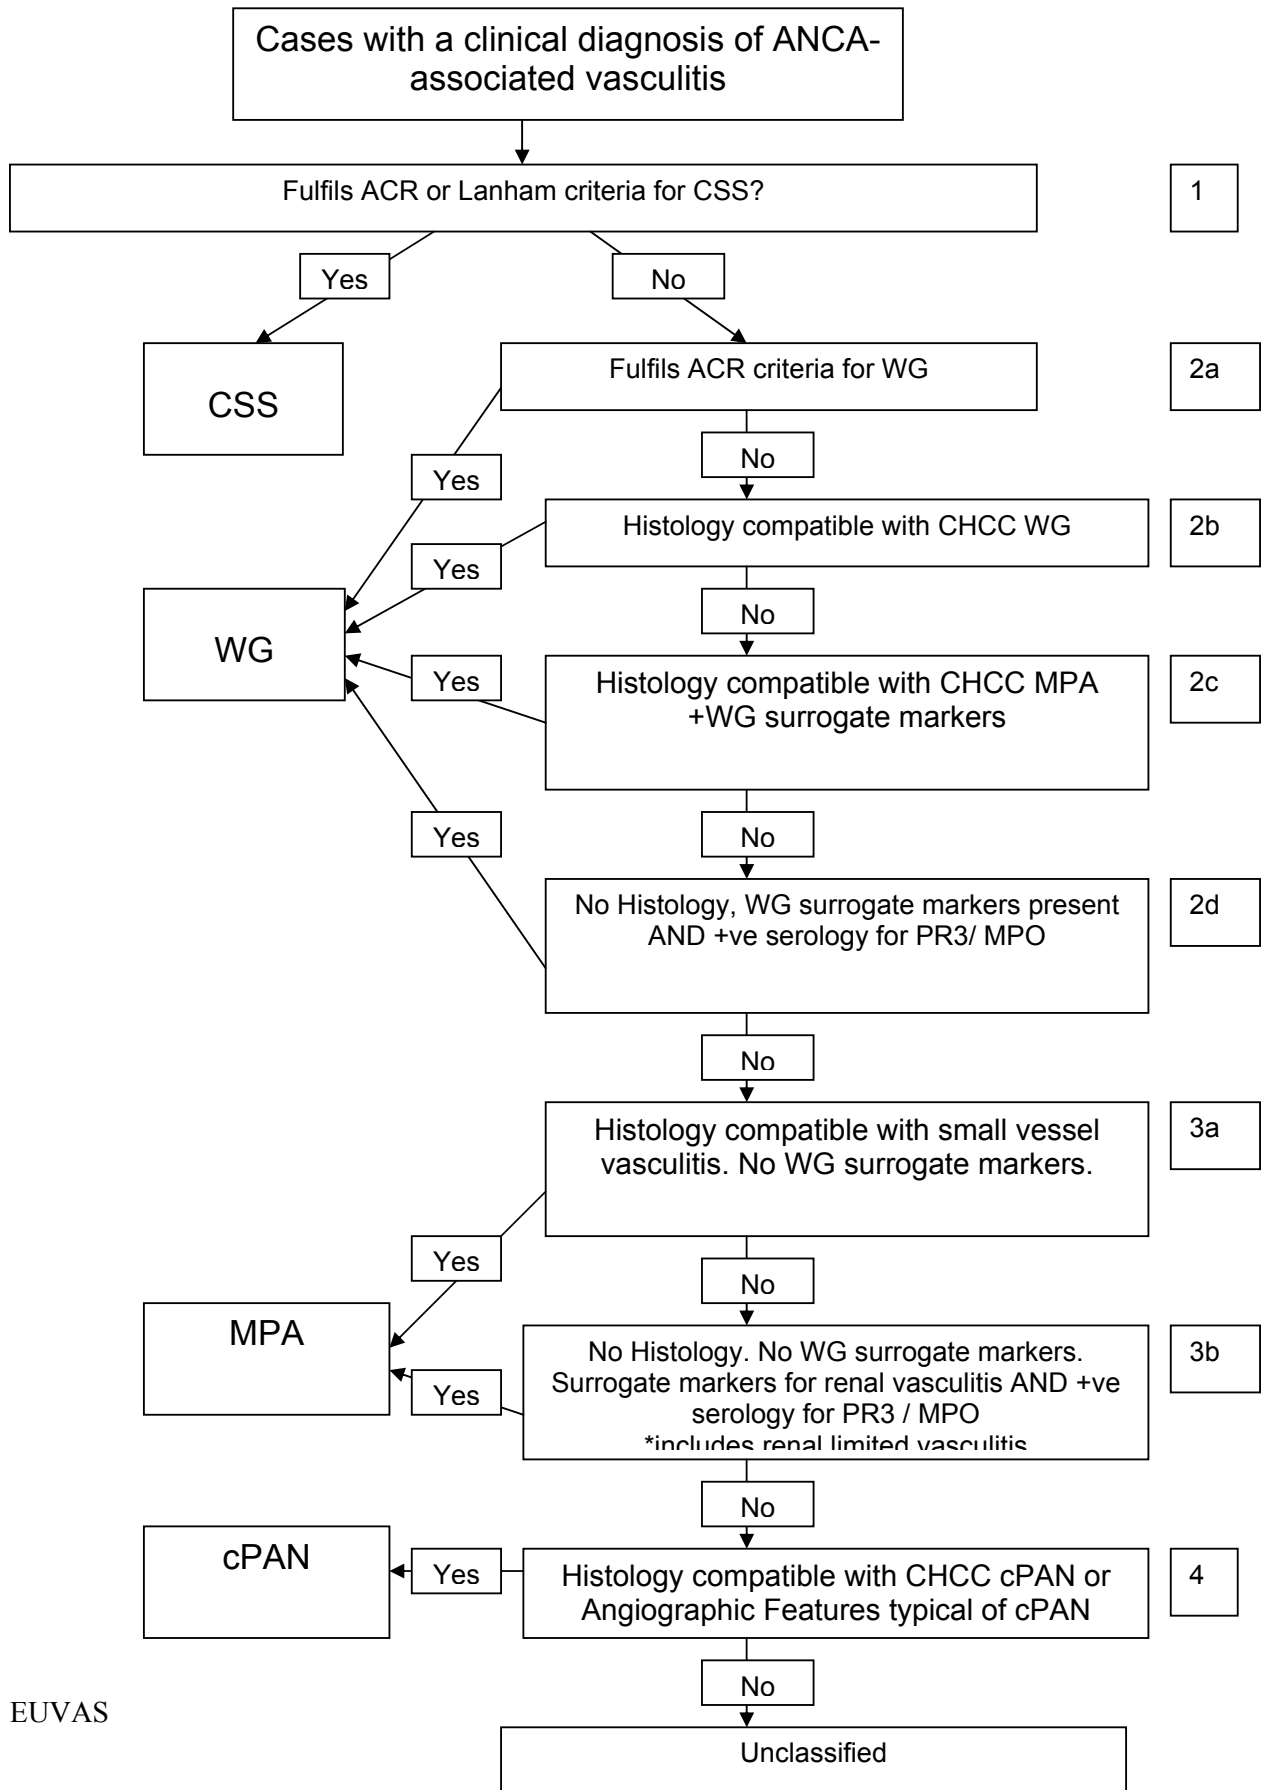 Cases with a clinical diagnosis of ANCA-
associated vasculitis
Fulfils ACR or Lanham criteria for CSS?
1
Yes
No
CSS
Fulfils ACR criteria for WG
2a
Yes
No
Histology compatible with CHCC WG
2b
Yes
No
WG
Histology compatible with CHCC MPA
+WG surrogate markers
2c
Yes
No
No Histology, WG surrogate markers present
AND +ve serology for PR3/ MPO
2d
Yes
No
Histology compatible with small vessel
vasculitis. No WG surrogate markers.
3a
Yes
No
MPA
No Histology. No WG surrogate markers.
Surrogate markers for renal vasculitis AND +ve
serology for PR3 / MPO
*includes renal limited vasculitis
3b
Yes
No
cPAN
Yes
Histology compatible with CHCC cPAN or
Angiographic Features typical of cPAN
4
No
EUVAS
Unclassified